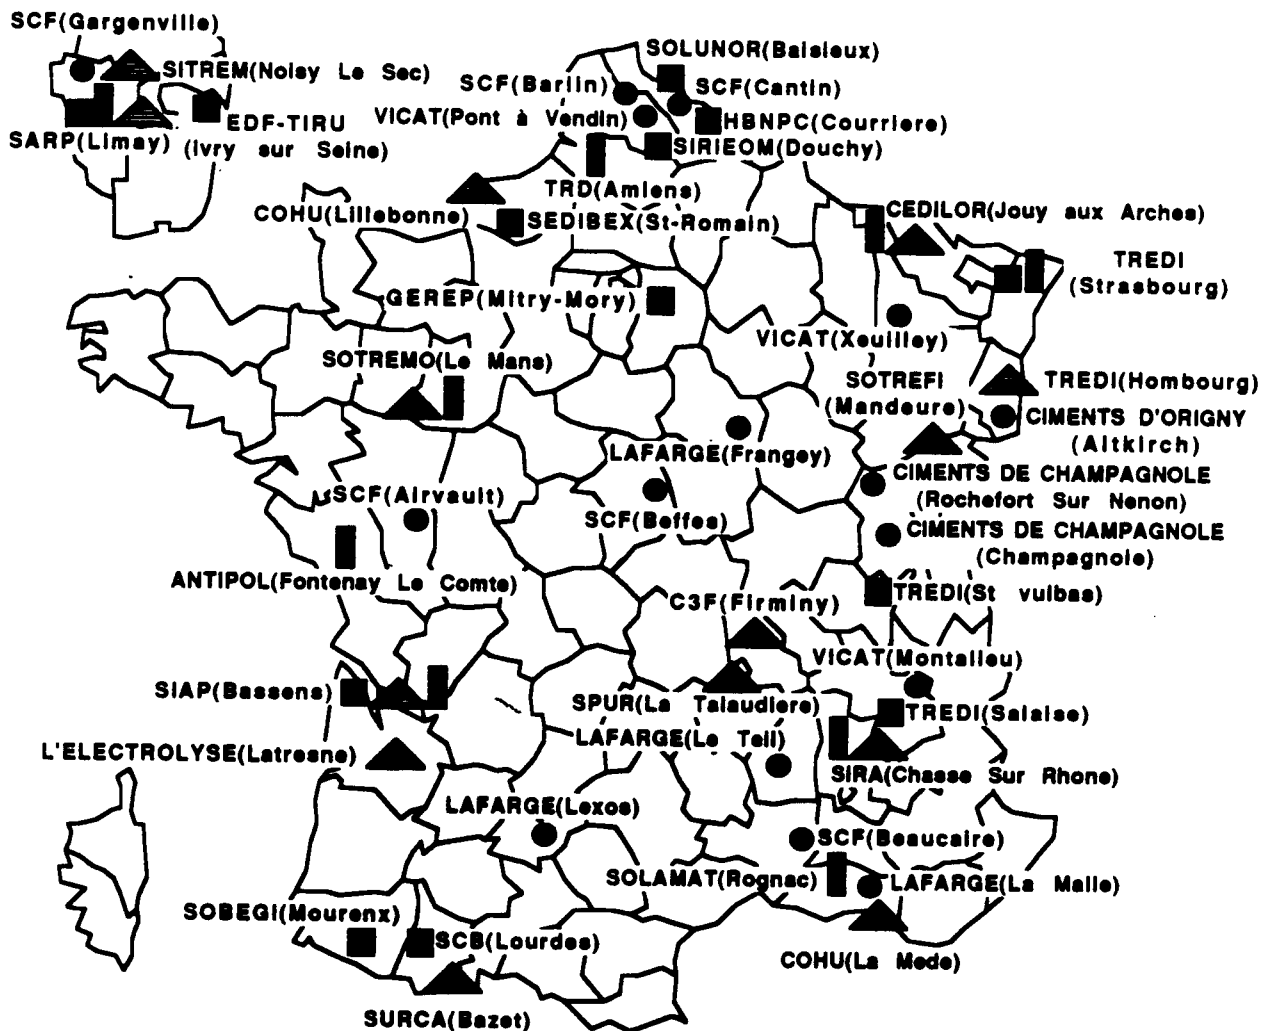 SCF(Gargenville)
SITREM(Noisy Le Sec)
EDF-TIRU
SARP(Limay) (Ivry sur Seine)
SOLUNOR(Baisieux)
SCF(Barlin)
SCF(Cantin)
VICAT(Pont à Vendin)
HBNPC(Courriere)
SIRIEOM(Douchy)
TRD(Amiens)
COHU(Lillebonne)
SEDIBEX(St-Romain)
CEDILOR(Jouy aux Arches)
TREDI
(Strasbourg)
GEREP(Mitry-Mory)
VICAT(Xeuilley)
SOTREMO(Le Mans)
SOTREFI
(Mandeure)
TREDI(Hombourg)
CIMENTS D'ORIGNY
(Altkirch)
LAFARGE(Frangey)
CIMENTS DE CHAMPAGNOLE
(Rochefort Sur Nenon)
SCF(Airvault)
SCF(Beffes)
CIMENTS DE CHAMPAGNOLE
(Champagnole)
ANTIPOL(Fontenay Le Comte)
C3F(Firminy)
TREDI(St vulbas)
VICAT(Montalieu)
SIAP(Bassens)
SPUR(La Talaudiere)
TREDI(Salaise)
L'ELECTROLYSE(Latresne)
LAFARGE(Le Teil)
SIRA(Chasse Sur Rhone)
LAFARGE(Lexos)
SCF(Beaucaire)
SOLAMAT(Rognac)
LAFARGE(La Malle)
SOBEGI(Mourenx)
SCB(Lourdes)
COHU(La Mede)
SURCA(Bazet)